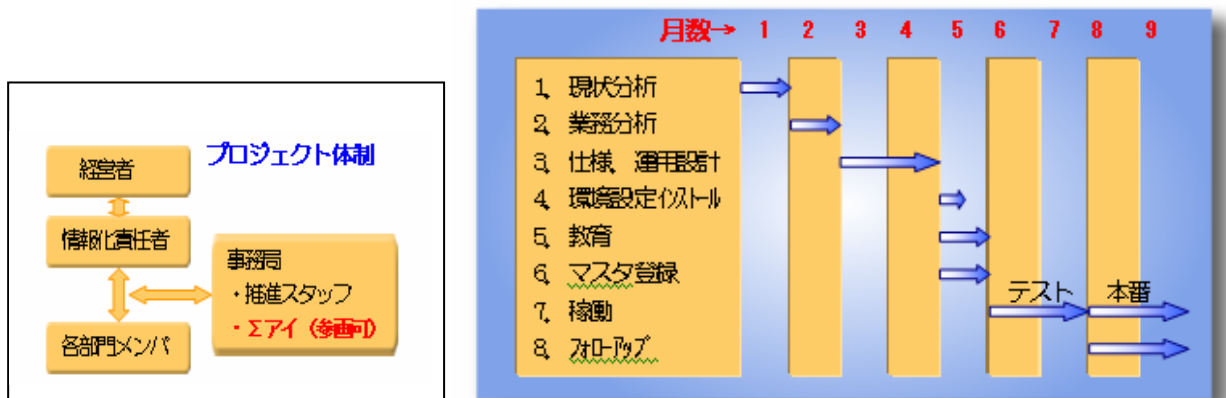 プロジェクト体制
経営者
情報化責任者
事務局
・推進スタッフ
・Σアイ（参画可）
各部門メンバ
月数→ 1 2 3 4 5 6 7 8 9
1、現状分析
2、業務分析
3、仕様、運用設計
4、環境設定インストール
5、教育
6、マスタ登録
7、稼動
8、フォローアップ
テスト
本番